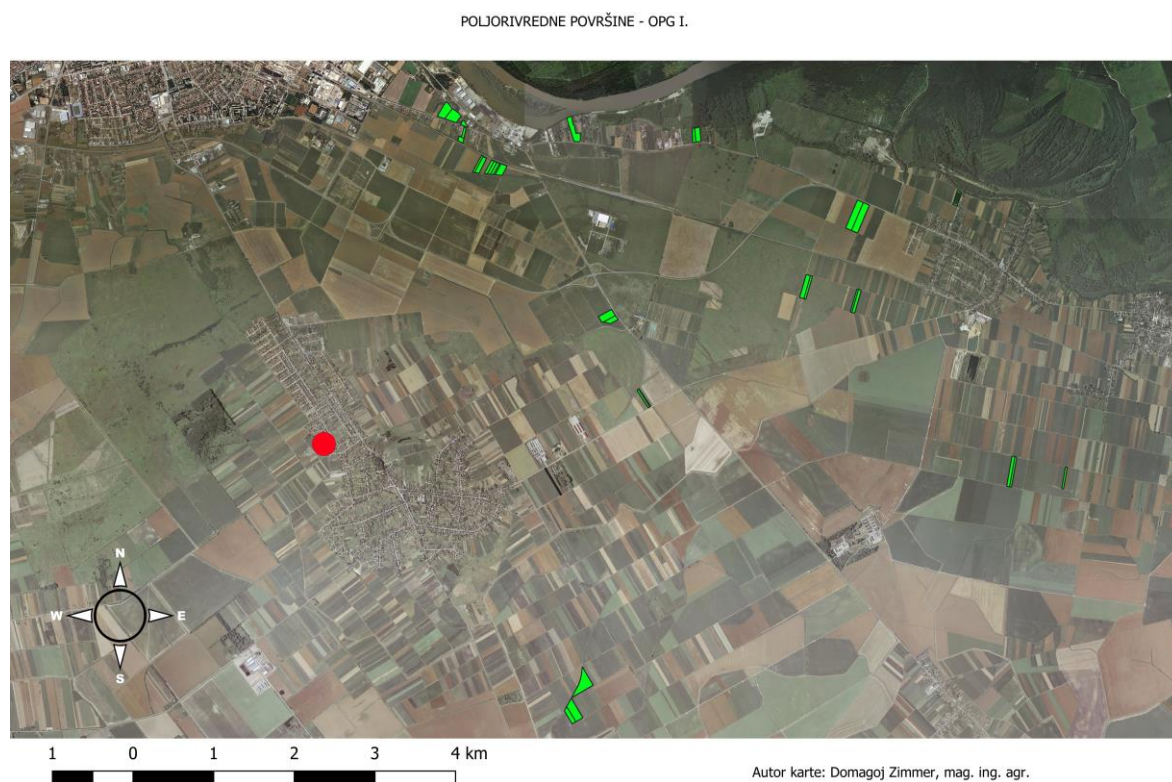 POLJORIVREDNE POVRŠINE - OPG I.
N
W E
S
1 0 1 2 3 4 km
Autor karte: Domagoj Zimmer, mag. ing. agr.